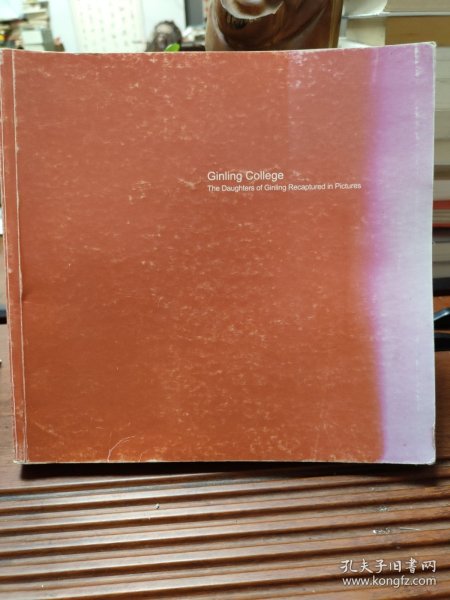 Ginling College
The Daughters of Ginling Recaptured in Pictures
孔夫子旧书网
www.kongfz.com